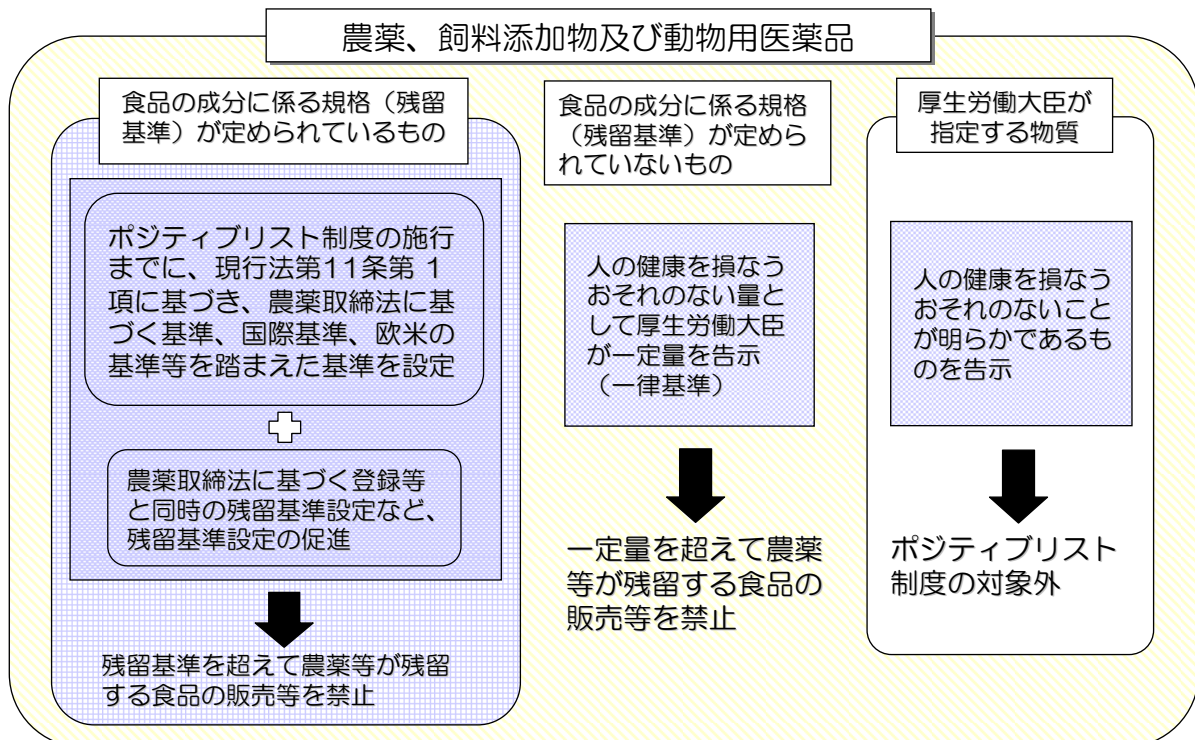 農薬、飼料添加物及び動物用医薬品
食品の成分に係る規格（残留
基準）が定められているもの
ポジティブリスト制度の施行
までに、現行法第11条第 1
項に基づき、農薬取締法に基
づく基準、国際基準、欧米の
基準等を踏まえた基準を設定
農薬取締法に基づく登録等
と同時の残留基準設定など、
残留基準設定の促進
残留基準を超えて農薬等が残留
する食品の販売等を禁止
食品の成分に係る規格
（残留基準）が定めら
れていないもの
人の健康を損なう
おそれのない量と
して厚生労働大臣
が一定量を告示
（一律基準）
一定量を超えて農薬
等が残留する食品の
販売等を禁止
厚生労働大臣が
指定する物質
人の健康を損なう
おそれのないこと
が明らかであるも
のを告示
ポジティブリスト
制度の対象外